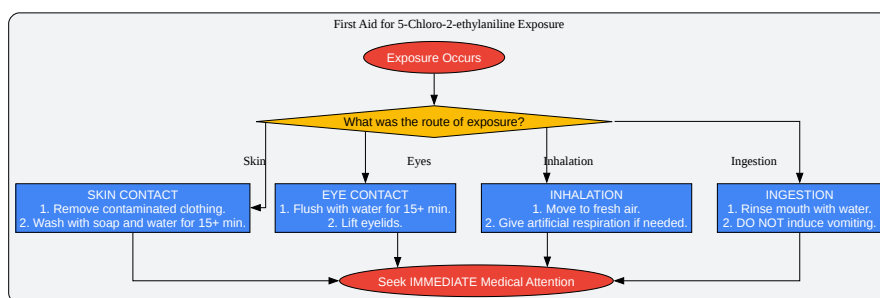 First Aid for 5-Chloro-2-ethylaniline Exposure
Exposure Occurs
What was the route of exposure?
Skin
Eyes
Inhalation
Ingestion
SKIN CONTACT
1. Remove contaminated clothing.
2. Wash with soap and water for 15+ min.
EYE CONTACT
1. Flush with water for 15+ min.
2. Lift eyelids.
INHALATION
1. Move to fresh air.
2. Give artificial respiration if needed.
INGESTION
1. Rinse mouth with water.
2. DO NOT induce vomiting.
Seek IMMEDIATE Medical Attention